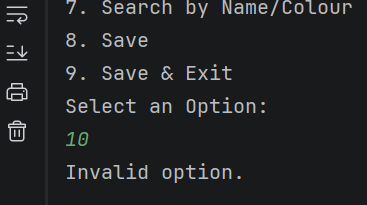 7. Search by Name/Colour
8. Save
9. Save & Exit
Select an Option:
10
Invalid option.